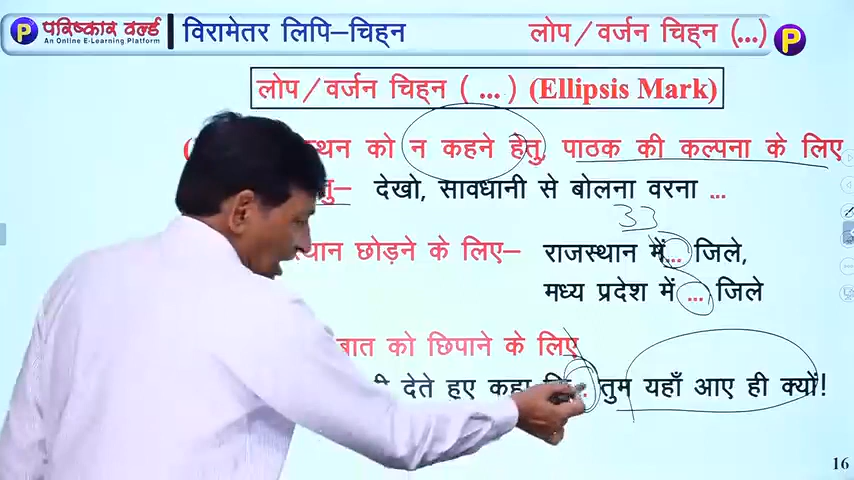 परिष्कार वर्ल्ड
An Online E-Learning Platform
विरामेतर लिपि–चिह्न लोप/वर्जन चिह्न (...)
P
P
लोप/वर्जन चिह्न ( ... ) (Ellipsis Mark)
को न कहने हेतु, पाठक की कल्पना के लिए
देखो, सावधानी से बोलना वरना ...
33
छोड़ने के लिए– राजस्थान में... जिले,
मध्य प्रदेश में ... जिले
बात को छिपाने के लिए
देते हुए कहा तुम यहाँ आए ही क्यों!
16